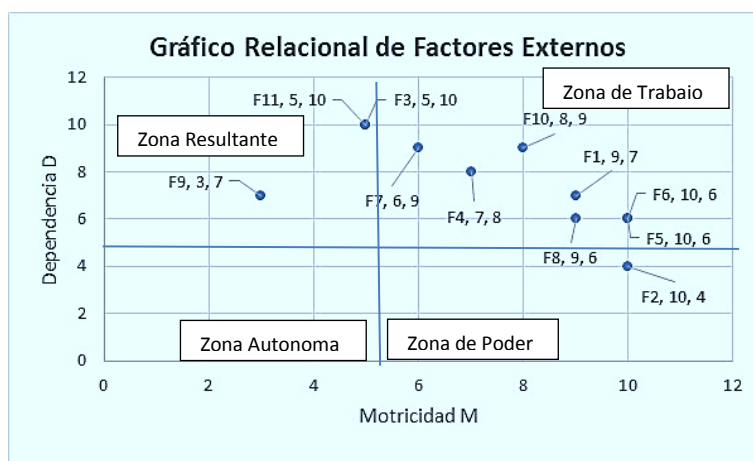 Gráfico Relacional de Factores Externos
12
F11, 5, 10
F3, 5, 10
Zona de Trabaio
10
Zona Resultante
F10, 8, 9
Dependencia D
8
F1, 9, 7
F9, 3, 7
F7, 6, 9
F4, 7, 8
F6, 10, 6
6
F8, 9, 6
F5, 10, 6
4
F2, 10, 4
2
Zona Autonoma
Zona de Poder
0
0 2 4 6 8 10 12
Motricidad M